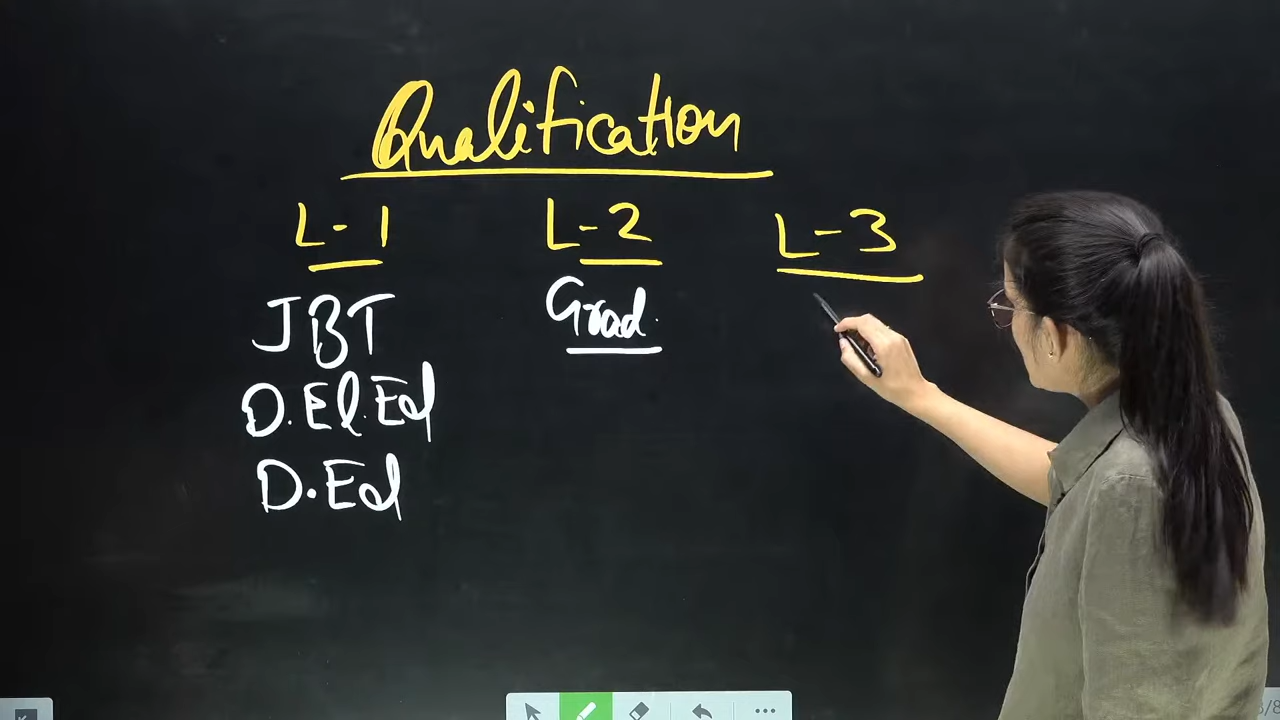 Qualification
L-1 L-2 L-3
JBT Grad.
D.El.Ed
D.Ed